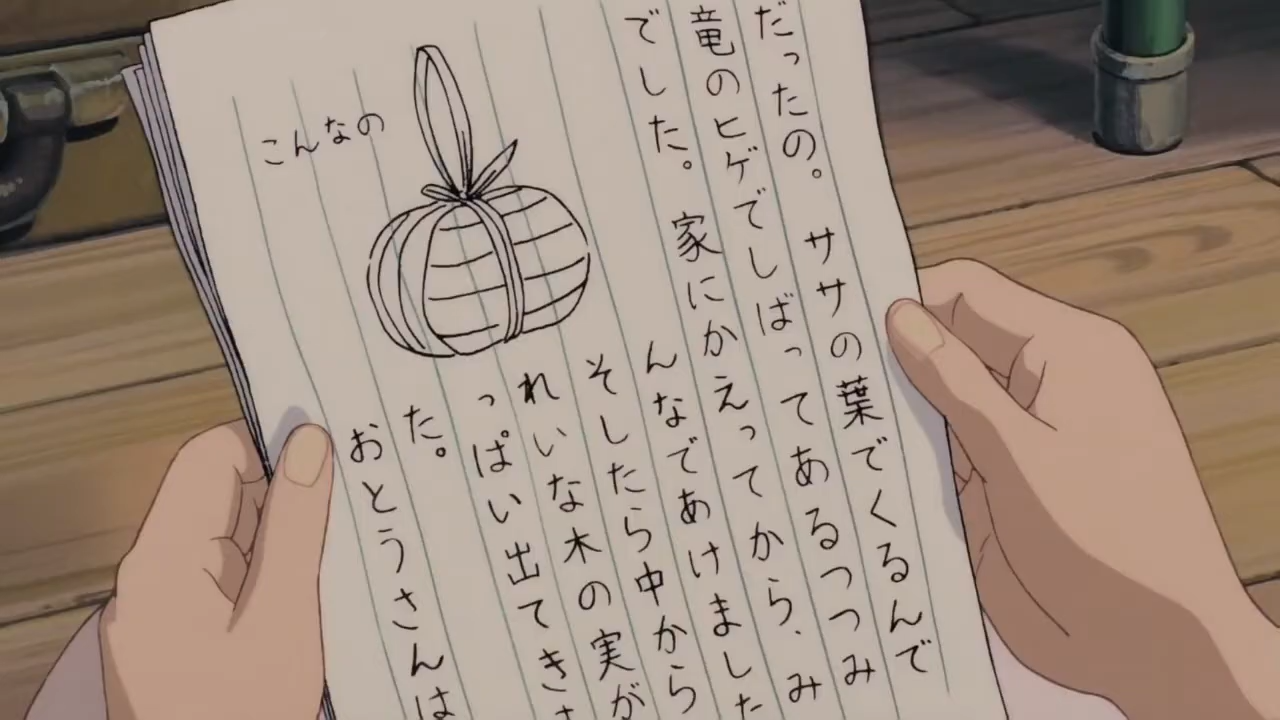 だったの。ササの葉でくるんで
竜のヒゲでしばってあるつつみ
でした。家にかえってから、み
んなであけました
そしたら中から
れいな木の実が
っぱい出てきま
た。
おとうさんは
こんなの